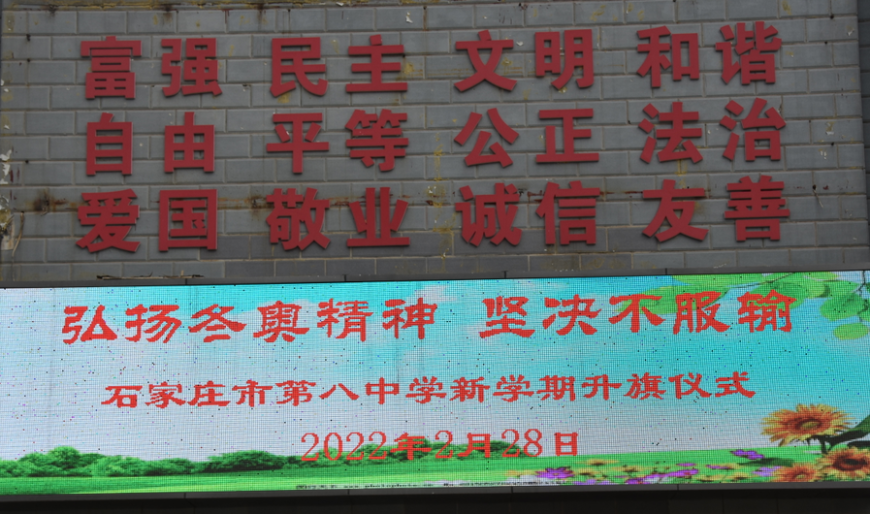 富强 民主 文明 和谐
自由 平等 公正 法治
爱国 敬业 诚信 友善
弘扬冬奥精神 坚决不服输
石家庄市第八中学新学期升旗仪式
2022年2月28日